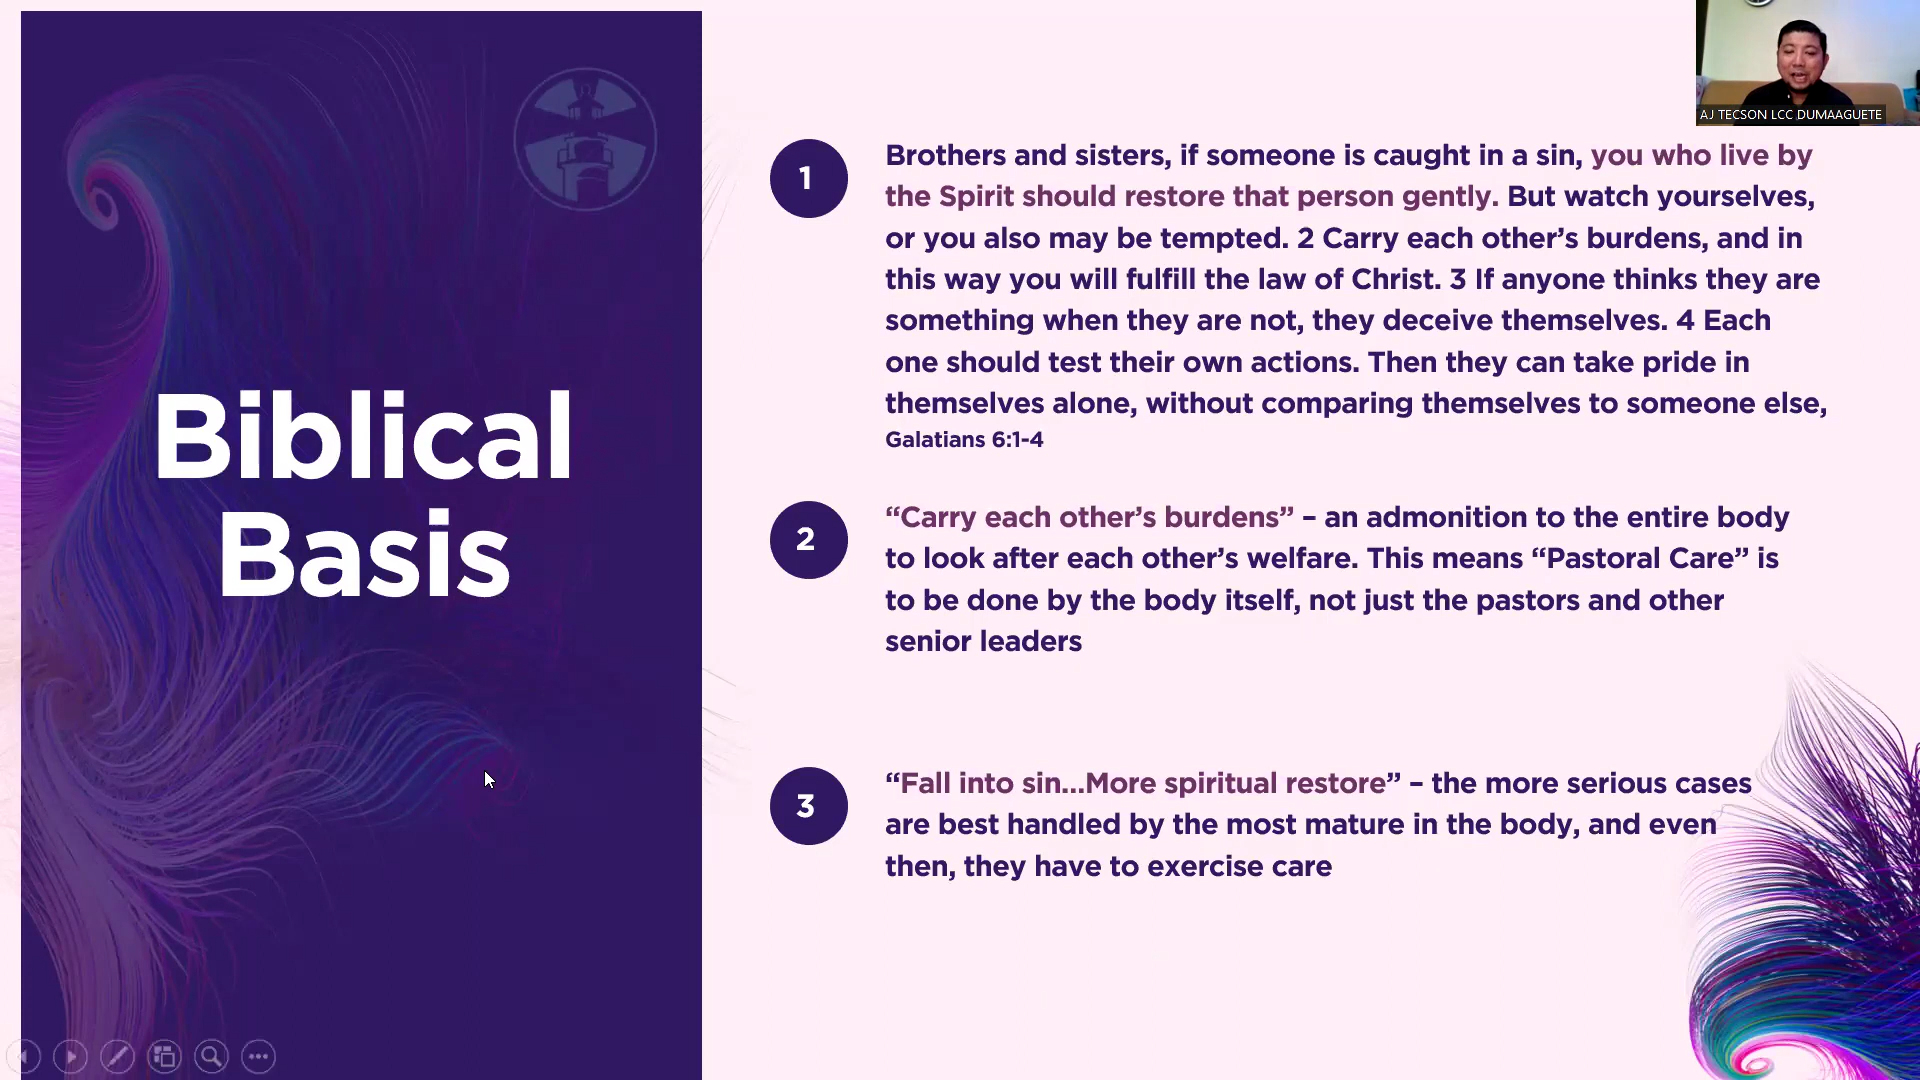 Biblical
Basis
1
Brothers and sisters, if someone is caught in a sin, you who live by
the Spirit should restore that person gently. But watch yourselves,
or you also may be tempted. 2 Carry each other’s burdens, and in
this way you will fulfill the law of Christ. 3 If anyone thinks they are
something when they are not, they deceive themselves. 4 Each
one should test their own actions. Then they can take pride in
themselves alone, without comparing themselves to someone else,
Galatians 6:1-4
2
“Carry each other’s burdens” – an admonition to the entire body
to look after each other’s welfare. This means “Pastoral Care” is
to be done by the body itself, not just the pastors and other
senior leaders
3
“Fall into sin...More spiritual restore” – the more serious cases
are best handled by the most mature in the body, and even
then, they have to exercise care
AJ TECSON LCC DUMAAGUETE